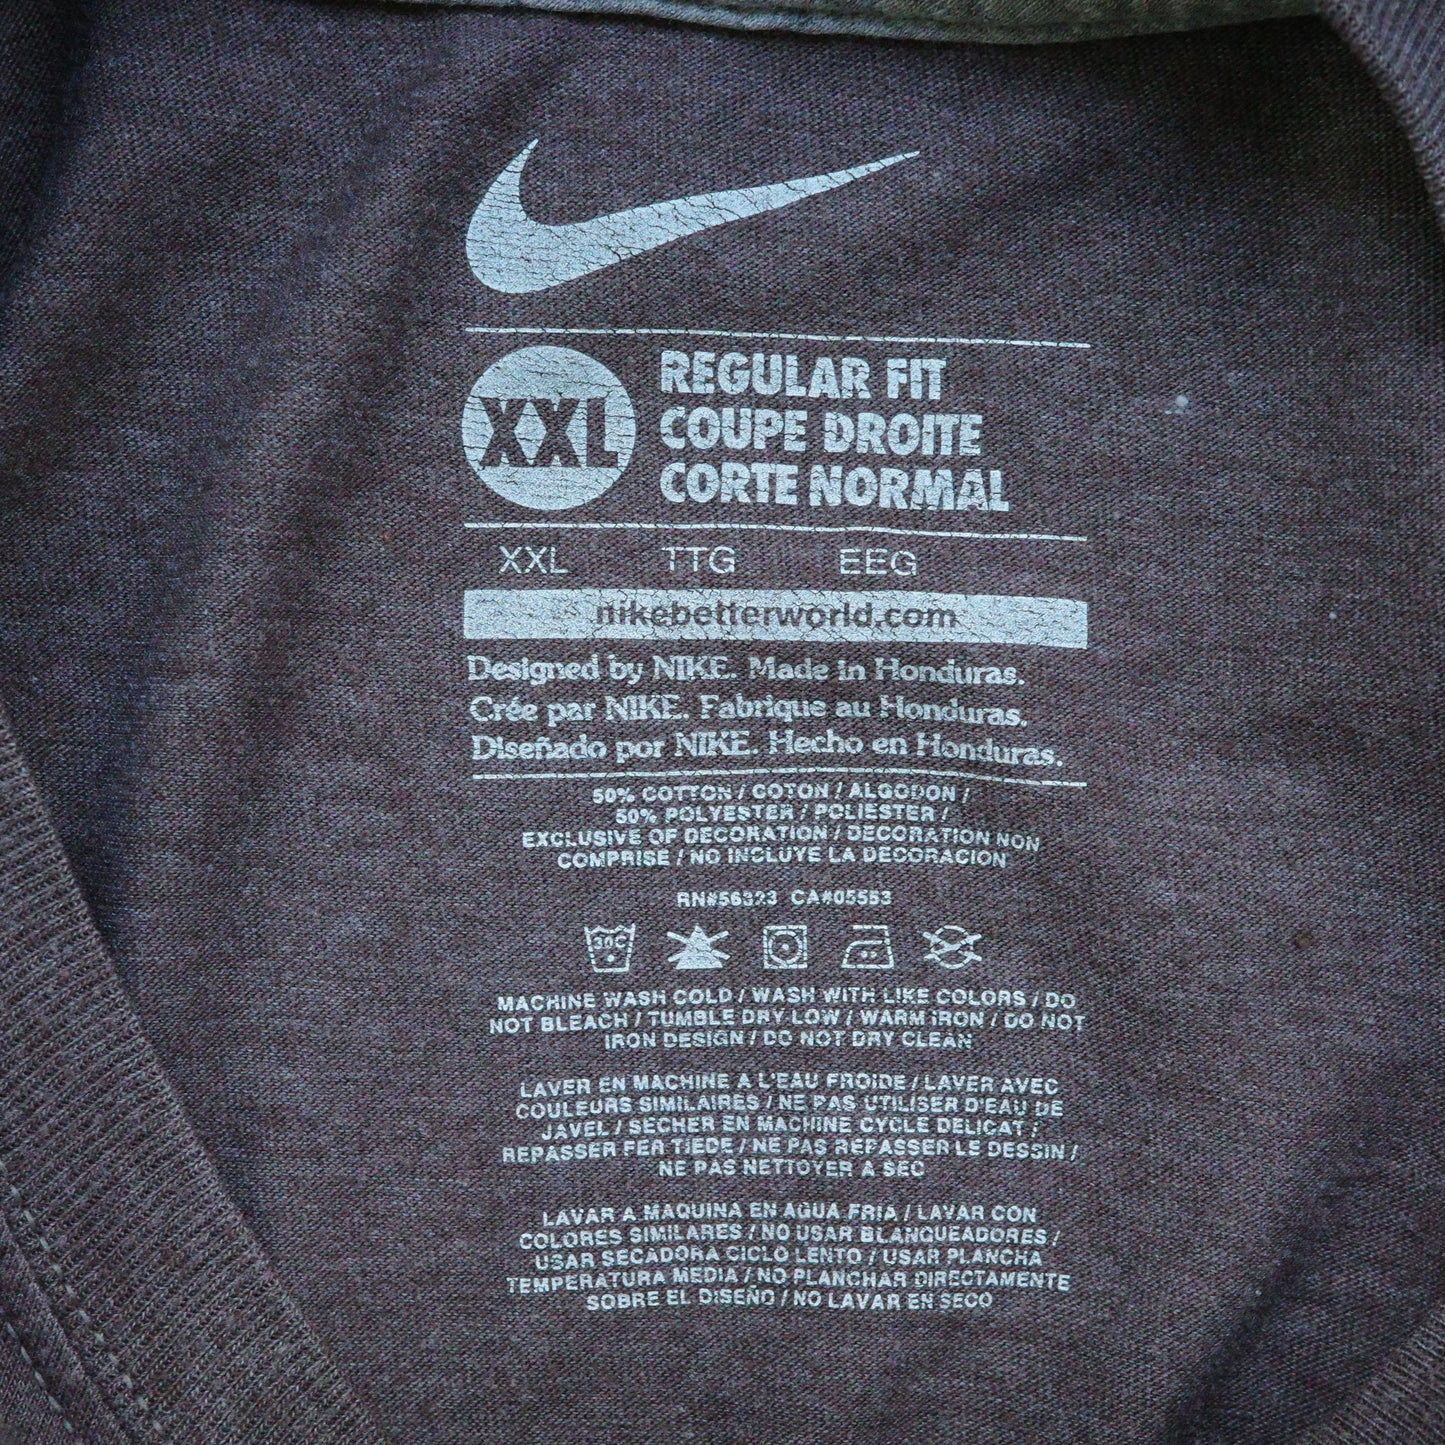 XXL
REGULAR FIT
COUPE DROITE
CORTE NORMAL
XXL TTG EEG
nikebetterworld.com
Designed by NIKE. Made in Honduras.
Crée par NIKE. Fabrique au Honduras.
Diseñado por NIKE. Hecho en Honduras.
50% COTTON / COTON / ALGODON /
50% POLYESTER / POLIESTER /
EXCLUSIVE OF DECORATION / DECORATION NON
COMPRISE / NO INCLUYE LA DECORACION
RN#56323 CA#05553
30C
MACHINE WASH COLD / WASH WITH LIKE COLORS / DO
NOT BLEACH / TUMBLE DRY LOW / WARM IRON / DO NOT
IRON DESIGN / DO NOT DRY CLEAN
LAVER EN MACHINE A L'EAU FROIDE / LAVER AVEC
COULEURS SIMILAIRES / NE PAS UTILISER D'EAU DE
JAVEL / SECHER EN MACHINE CYCLE DELICAT /
REPASSER FER TIEDE / NE PAS REPASSER LE DESSIN /
NE PAS NETTOYER A SEC
LAVAR A MAQUINA EN AGUA FRIA / LAVAR CON
COLORES SIMILARES / NO USAR BLANQUEADORES /
USAR SECADORA CICLO LENTO / USAR PLANCHA
TEMPERATURA MEDIA / NO PLANCHAR DIRECTAMENTE
SOBRE EL DISEÑO / NO LAVAR EN SECO